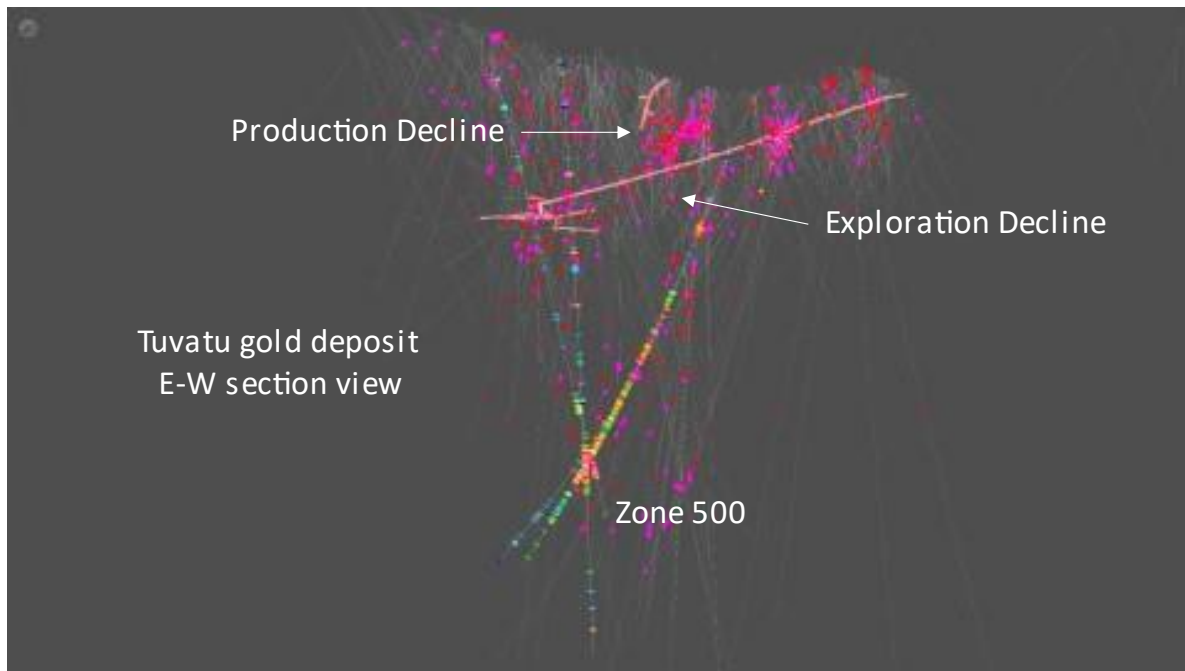 Production Decline
Exploration Decline
Tuvatu gold deposit
E-W section view
Zone 500